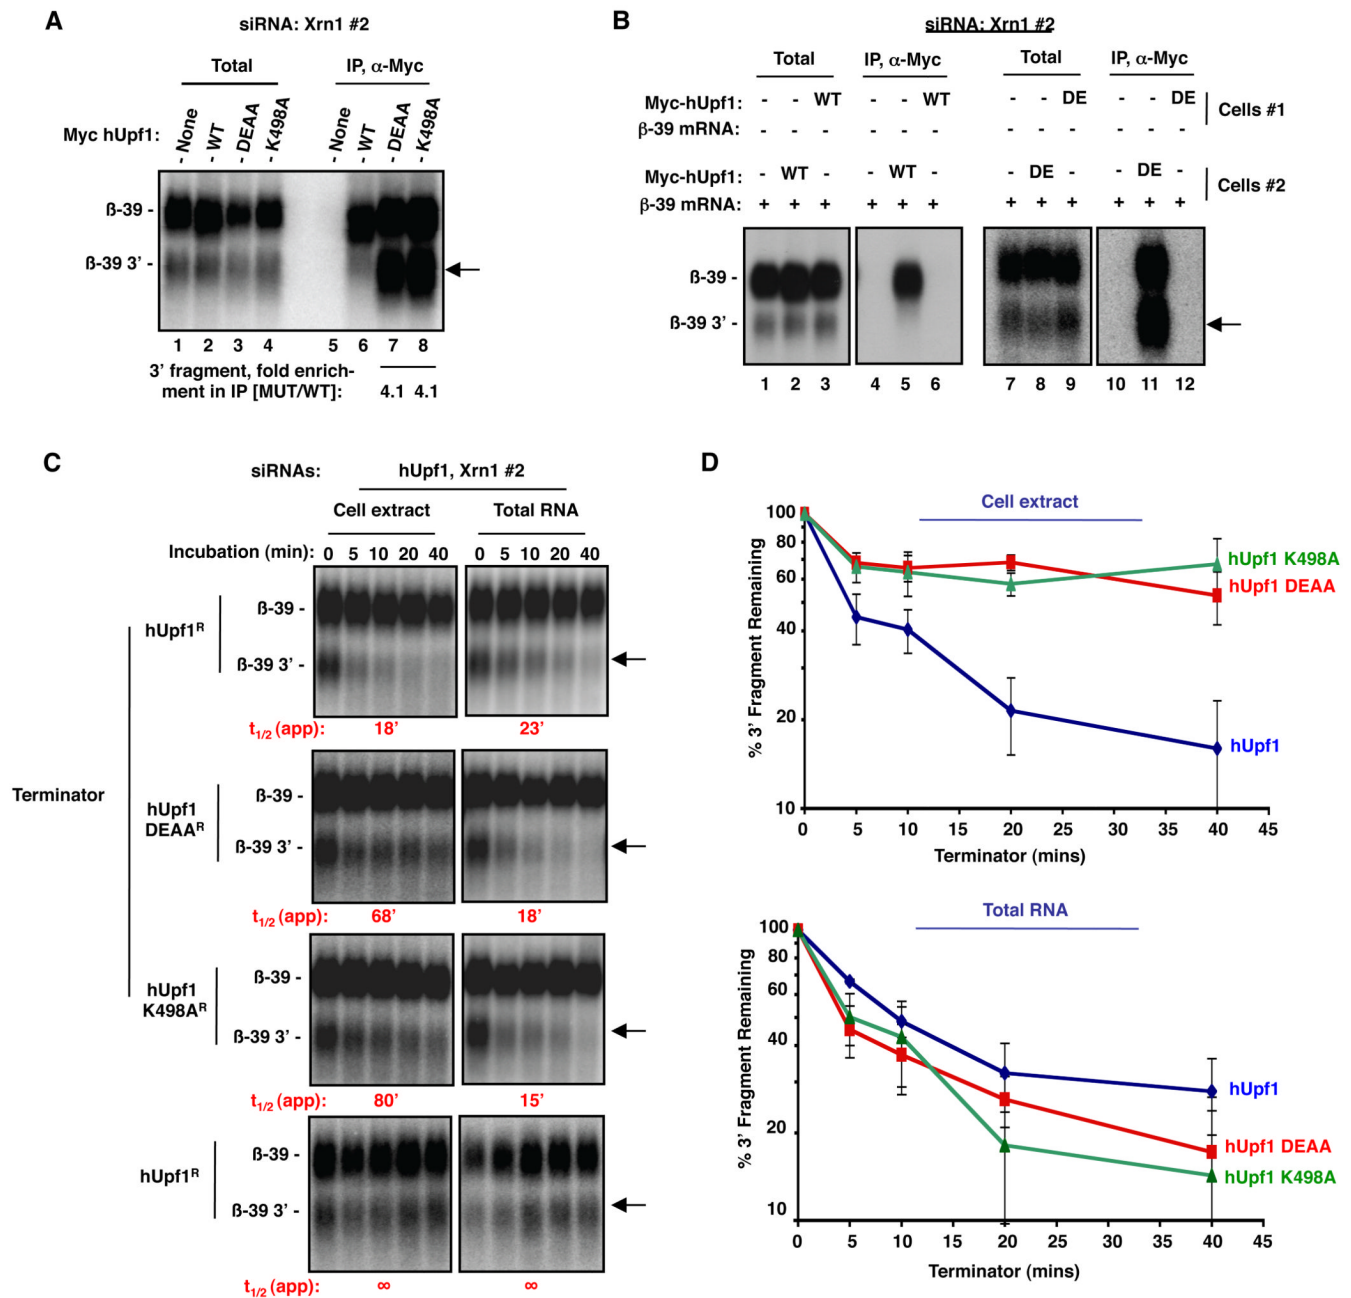 A
siRNA: Xrn1 #2
Total
IP, α-Myc
Myc hUpf1:
- None
- WT
- DEAA
- K498A
- None
- WT
- DEAA
- K498A
ß-39 -
ß-39 3' -
1 2 3 4 5 6 7 8
3' fragment, fold enrich-
ment in IP [MUT/WT]: 4.1 4.1
B
siRNA: Xrn1 #2
Total IP, α-Myc Total IP, α-Myc
Myc-hUpf1: - - WT - - WT - - DE - - DE
β-39 mRNA: - - - - - - - - - - - -
Cells #1
Myc-hUpf1: - WT - - WT - - DE - - DE -
β-39 mRNA: + + + + + + + + + + + +
Cells #2
ß-39 -
ß-39 3' -
1 2 3 4 5 6 7 8 9 10 11 12
C
siRNAs: hUpf1, Xrn1 #2
Cell extract Total RNA
Incubation (min): 0 5 10 20 40 0 5 10 20 40
Terminator
hUpf1R
ß-39 -
ß-39 3' -
t1/2 (app): 18' 23'
hUpf1
DEAAR
ß-39 -
ß-39 3' -
t1/2 (app): 68' 18'
hUpf1
K498AR
ß-39 -
ß-39 3' -
t1/2 (app): 80' 15'
hUpf1R
ß-39 -
ß-39 3' -
t1/2 (app): ∞ ∞
D
Cell extract
% 3' Fragment Remaining
100
80
60
40
20
10
0 5 10 15 20 25 30 35 40 45
Terminator (mins)
hUpf1 K498A
hUpf1 DEAA
hUpf1
Total RNA
% 3' Fragment Remaining
100
80
60
40
20
10
0 5 10 15 20 25 30 35 40 45
Terminator (mins)
hUpf1
hUpf1 DEAA
hUpf1 K498A